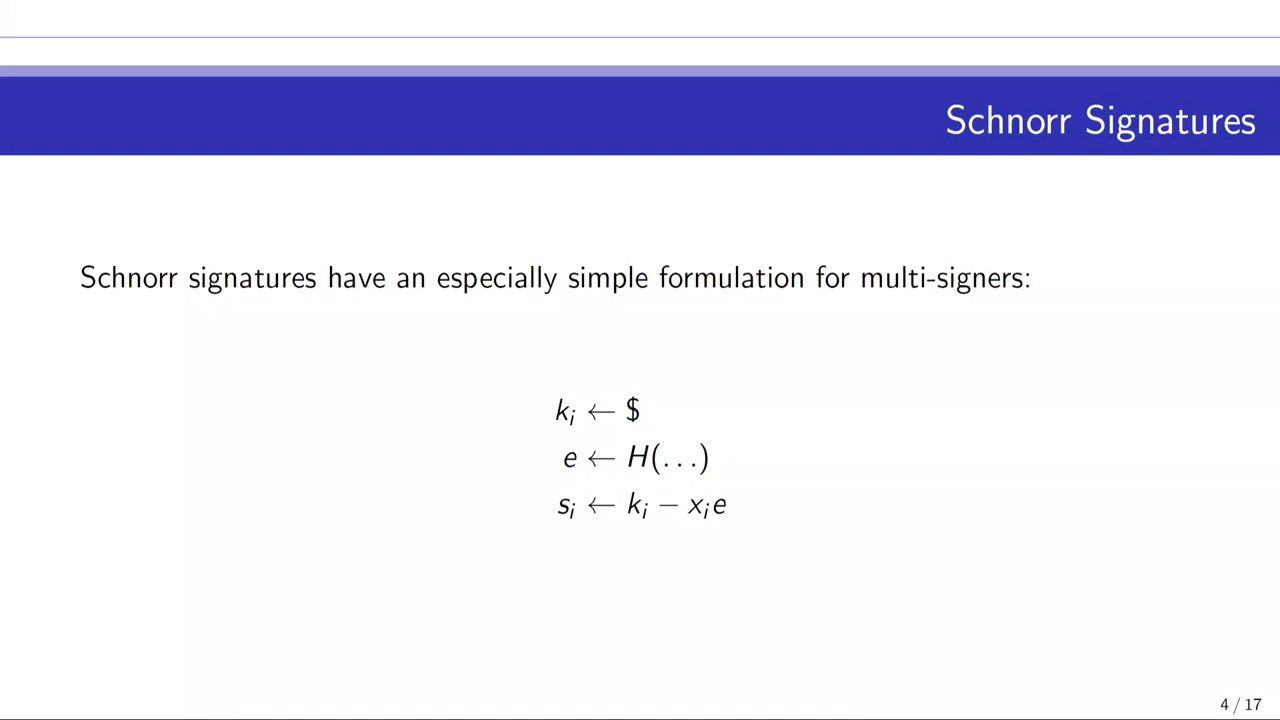 Schnorr Signatures
Schnorr signatures have an especially simple formulation for multi-signers:
kᵢ ← $
e ← H(...)
sᵢ ← kᵢ − xᵢe
4 / 17